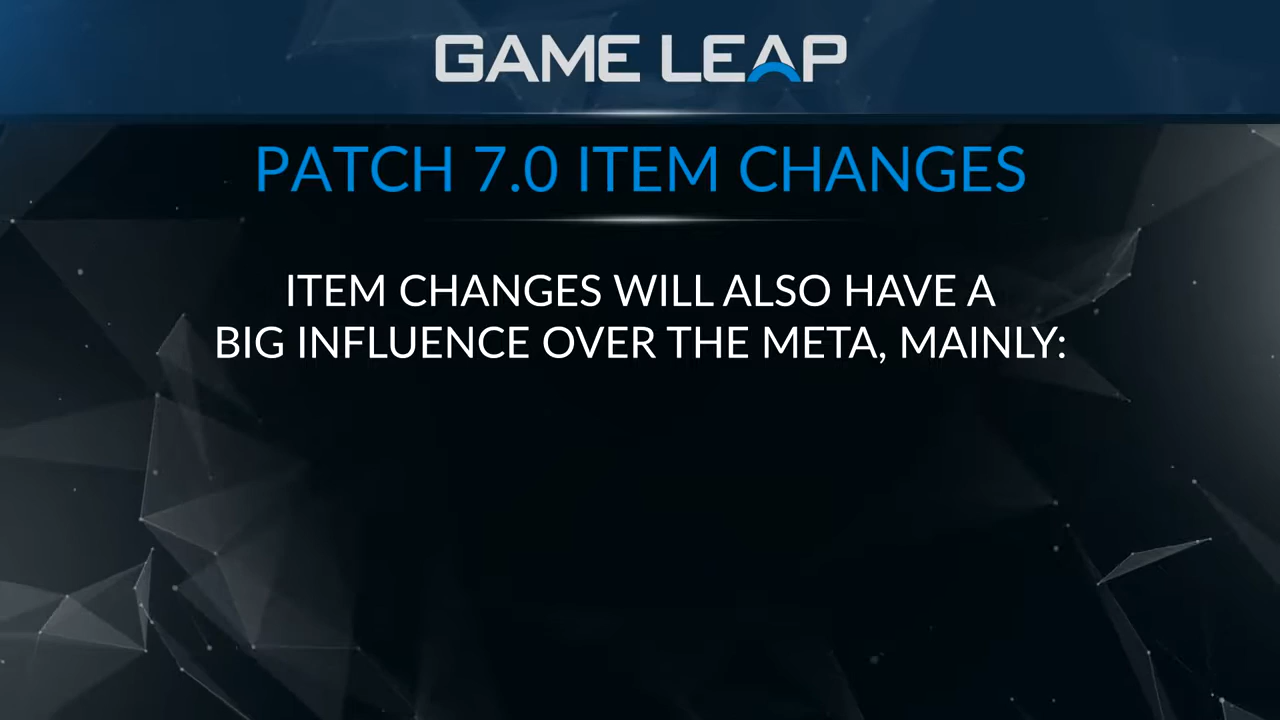 GAME LEAP
PATCH 7.0 ITEM CHANGES
ITEM CHANGES WILL ALSO HAVE A
BIG INFLUENCE OVER THE META, MAINLY: